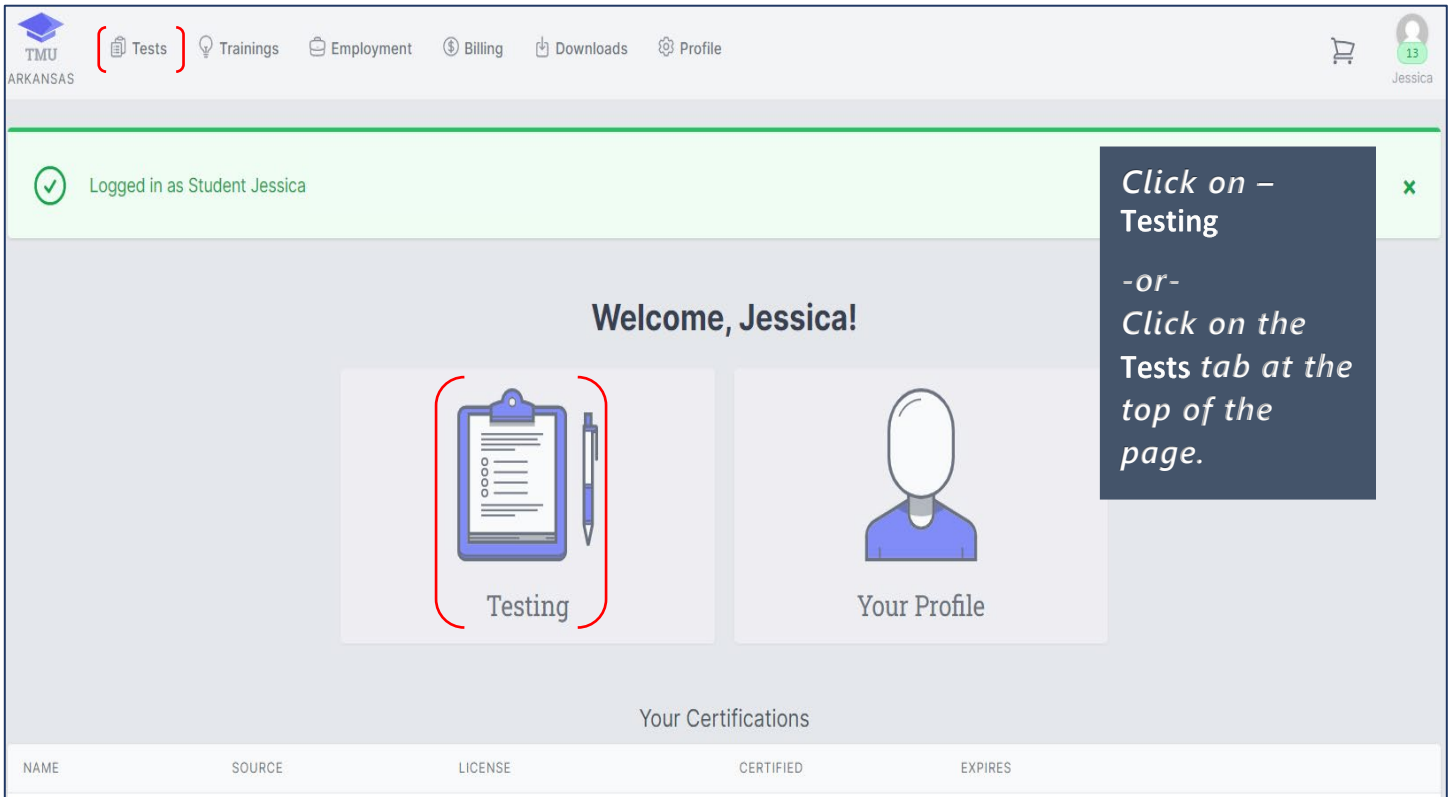 TMU
ARKANSAS
Tests Trainings Employment Billing Downloads Profile
13
Jessica
Logged in as Student Jessica
Click on –
Testing
-or-
Click on the
Tests tab at the
top of the
page.
Welcome, Jessica!
Testing
Your Profile
Your Certifications
NAME SOURCE LICENSE CERTIFIED EXPIRES